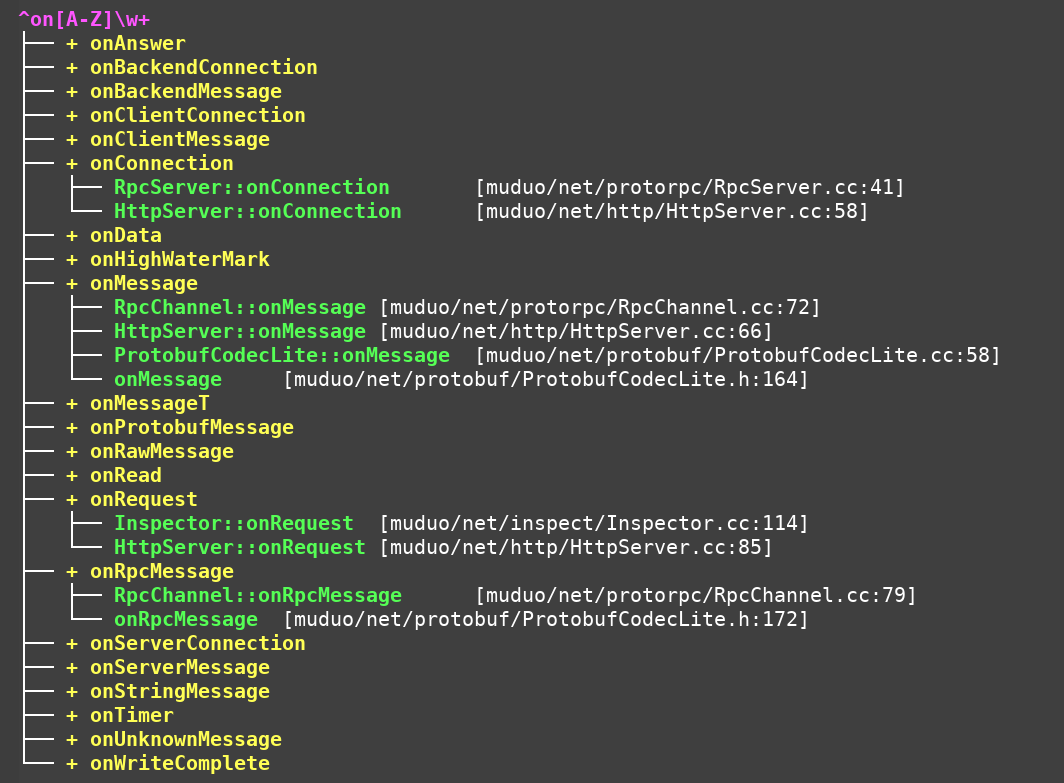 ^on[A-Z]\w+
├── + onAnswer
├── + onBackendConnection
├── + onBackendMessage
├── + onClientConnection
├── + onClientMessage
├── + onConnection
│   ├── RpcServer::onConnection       [muduo/net/protorpc/RpcServer.cc:41]
│   └── HttpServer::onConnection      [muduo/net/http/HttpServer.cc:58]
├── + onData
├── + onHighWaterMark
├── + onMessage
│   ├── RpcChannel::onMessage [muduo/net/protorpc/RpcChannel.cc:72]
│   ├── HttpServer::onMessage [muduo/net/http/HttpServer.cc:66]
│   ├── ProtobufCodecLite::onMessage  [muduo/net/protobuf/ProtobufCodecLite.cc:58]
│   └── onMessage     [muduo/net/protobuf/ProtobufCodecLite.h:164]
├── + onMessageT
├── + onProtobufMessage
├── + onRawMessage
├── + onRead
├── + onRequest
│   ├── Inspector::onRequest  [muduo/net/inspect/Inspector.cc:114]
│   └── HttpServer::onRequest [muduo/net/http/HttpServer.cc:85]
├── + onRpcMessage
│   ├── RpcChannel::onRpcMessage      [muduo/net/protorpc/RpcChannel.cc:79]
│   └── onRpcMessage  [muduo/net/protobuf/ProtobufCodecLite.h:172]
├── + onServerConnection
├── + onServerMessage
├── + onStringMessage
├── + onTimer
├── + onUnknownMessage
└── + onWriteComplete